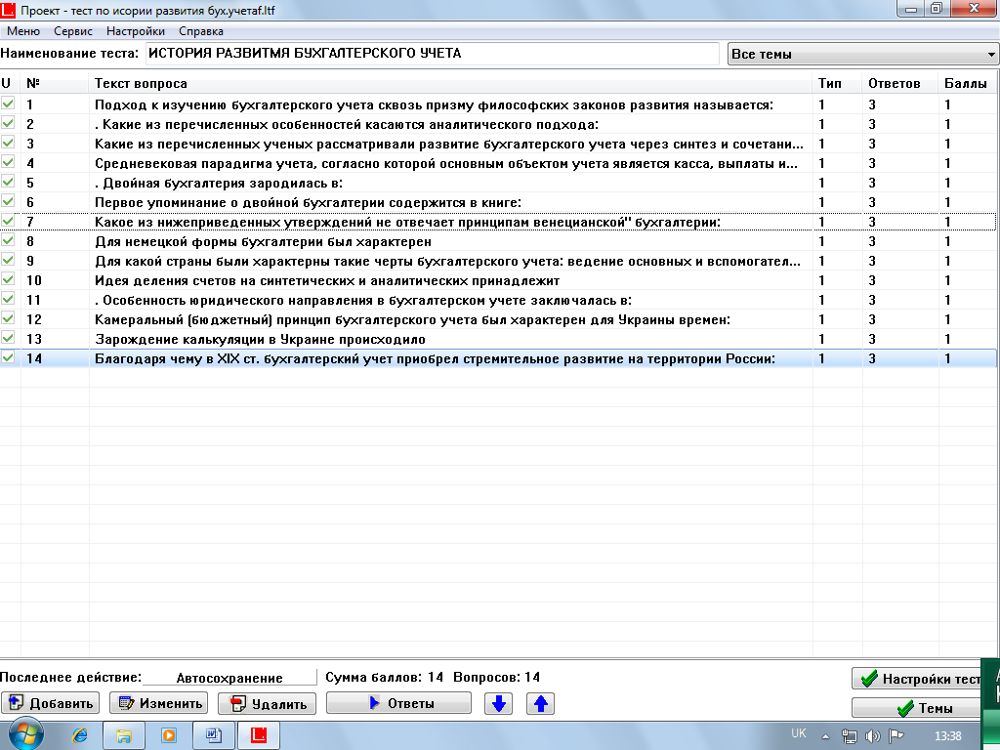 Проект - тест по исории развития бух.учетаf.ltf
Меню Сервис Настройки Справка
Наименование теста: ИСТОРИЯ РАЗВИТМЯ БУХГАЛТЕРСКОГО УЧЕТА Все темы
U № Текст вопроса Тип Ответов Баллы
1 Подход к изучению бухгалтерского учета сквозь призму философских законов развития называется: 1 3 1
2 . Какие из перечисленных особенностей касаются аналитического подхода: 1 3 1
3 Какие из перечисленных ученых рассматривали развитие бухгалтерского учета через синтез и сочетани... 1 3 1
4 Средневековая парадигма учета, согласно которой основным объектом учета является касса, выплаты и... 1 3 1
5 . Двойная бухгалтерия зародилась в: 1 3 1
6 Первое упоминание о двойной бухгалтерии содержится в книге: 1 3 1
7 Какое из нижеприведенных утверждений не отвечает принципам венецианской" бухгалтерии: 1 3 1
8 Для немецкой формы бухгалтерии был характерен 1 3 1
9 Для какой страны были характерны такие черты бухгалтерского учета: ведение основных и вспомогател... 1 3 1
10 Идея деления счетов на синтетических и аналитических принадлежит 1 3 1
11 . Особенность юридического направления в бухгалтерском учете заключалась в: 1 3 1
12 Камеральный (бюджетный) принцип бухгалтерского учета был характерен для Украины времен: 1 3 1
13 Зарождение калькуляции в Украине происходило 1 3 1
14 Благодаря чему в XIX ст. бухгалтерский учет приобрел стремительное развитие на территории России: 1 3 1
Последнее действие: Автосохранение Сумма баллов: 14 Вопросов: 14 Настройки тест
Добавить Изменить Удалить Ответы Темы
UK 13:38